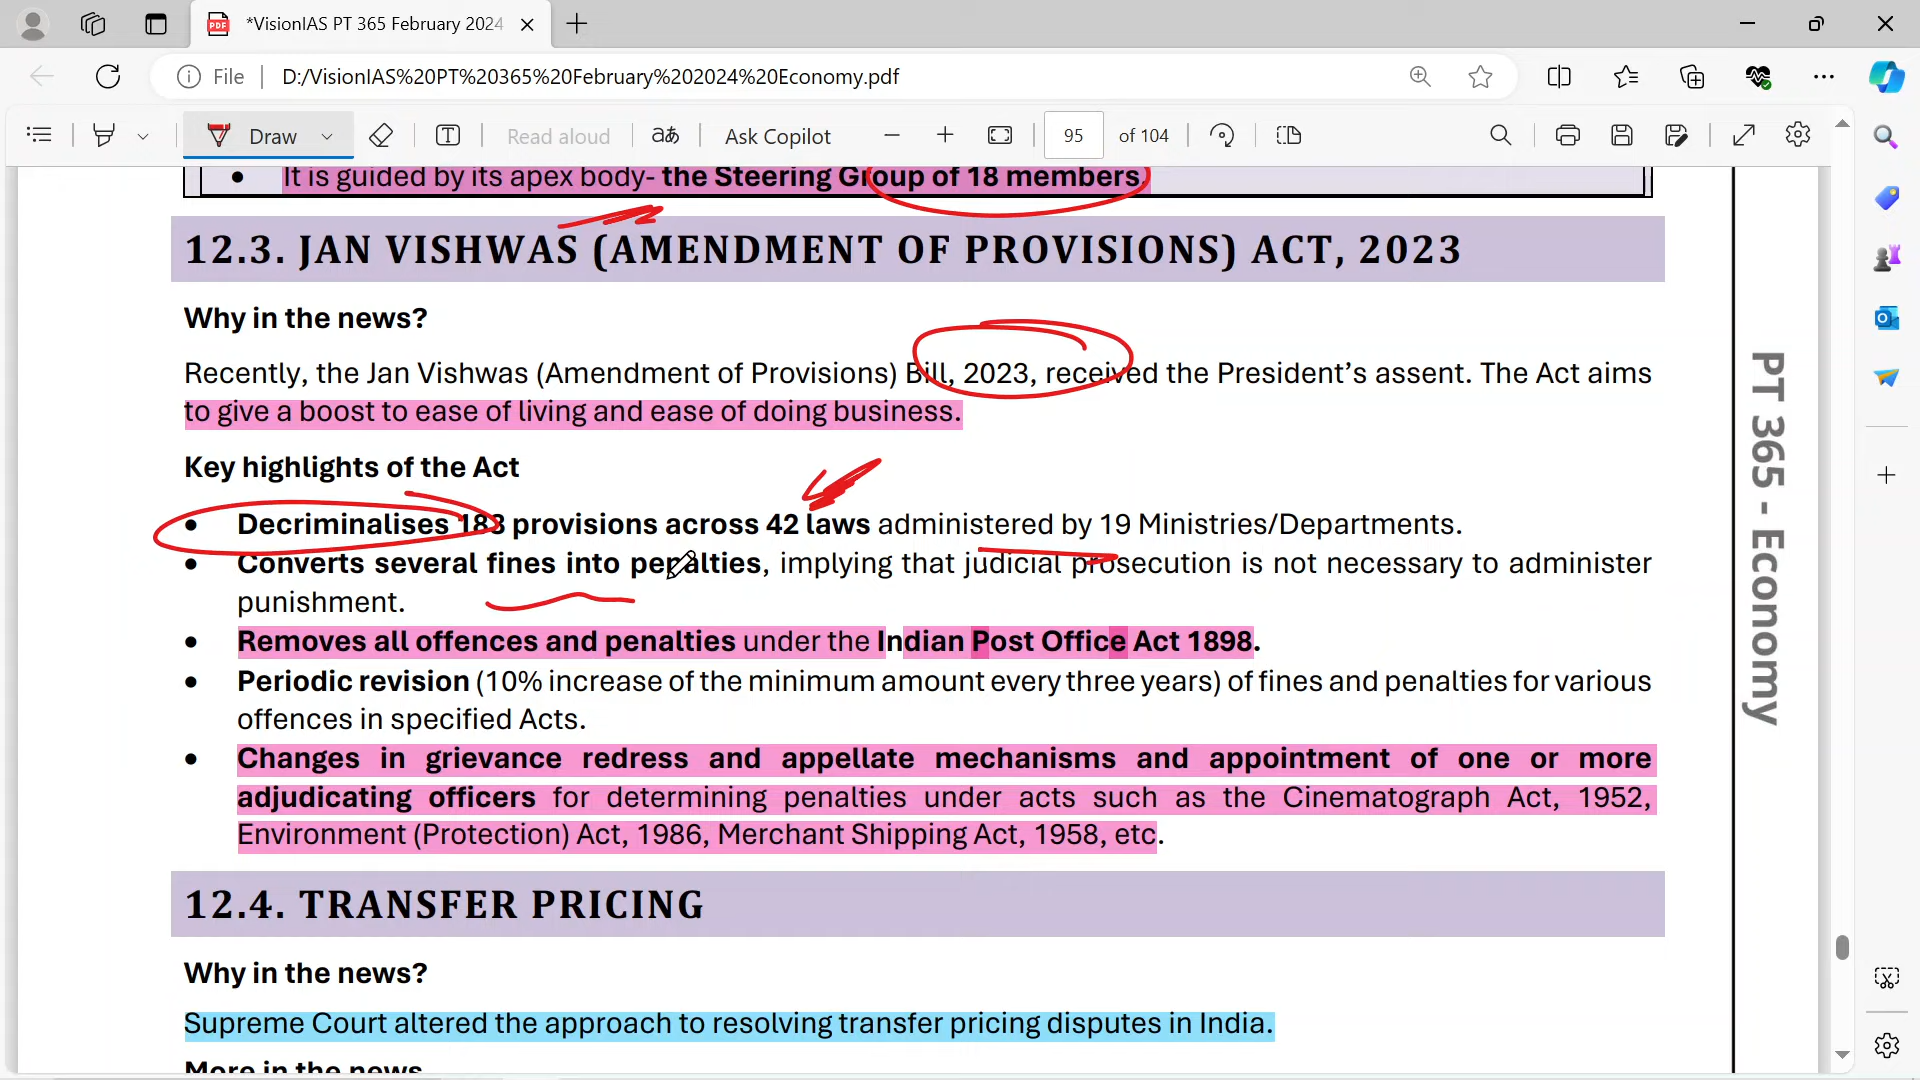 *VisionIAS PT 365 February 2024
File D:/VisionIAS%20PT%20365%20February%202024%20Economy.pdf
Draw Read aloud aあ Ask Copilot 95 of 104
• It is guided by its apex body- the Steering Group of 18 members.
12.3. JAN VISHWAS (AMENDMENT OF PROVISIONS) ACT, 2023
Why in the news?
Recently, the Jan Vishwas (Amendment of Provisions) Bill, 2023, received the President’s assent. The Act aims
to give a boost to ease of living and ease of doing business.
Key highlights of the Act
• Decriminalises 183 provisions across 42 laws administered by 19 Ministries/Departments.
• Converts several fines into penalties, implying that judicial prosecution is not necessary to administer
punishment.
• Removes all offences and penalties under the Indian Post Office Act 1898.
• Periodic revision (10% increase of the minimum amount every three years) of fines and penalties for various
offences in specified Acts.
• Changes in grievance redress and appellate mechanisms and appointment of one or more
adjudicating officers for determining penalties under acts such as the Cinematograph Act, 1952,
Environment (Protection) Act, 1986, Merchant Shipping Act, 1958, etc.
12.4. TRANSFER PRICING
Why in the news?
Supreme Court altered the approach to resolving transfer pricing disputes in India.
More in the news
PT 365 - Economy